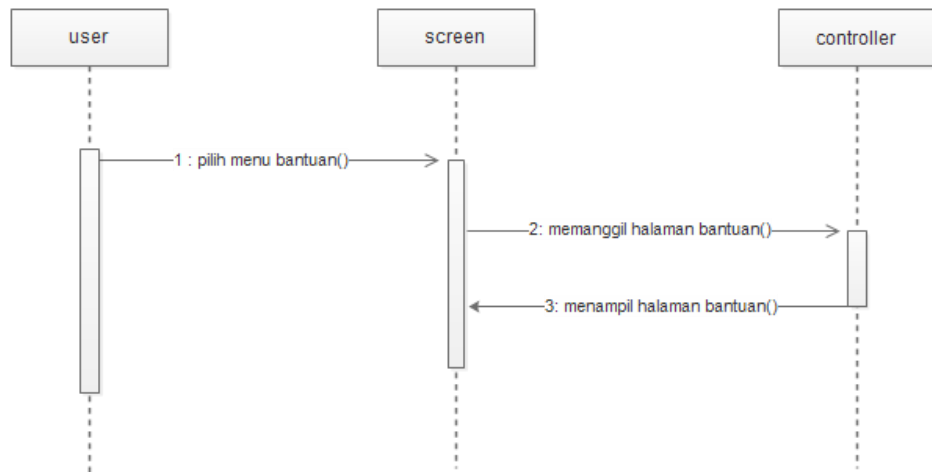 user
screen
controller
1 : pilih menu bantuan()
2: memanggil halaman bantuan()
3: menampil halaman bantuan()